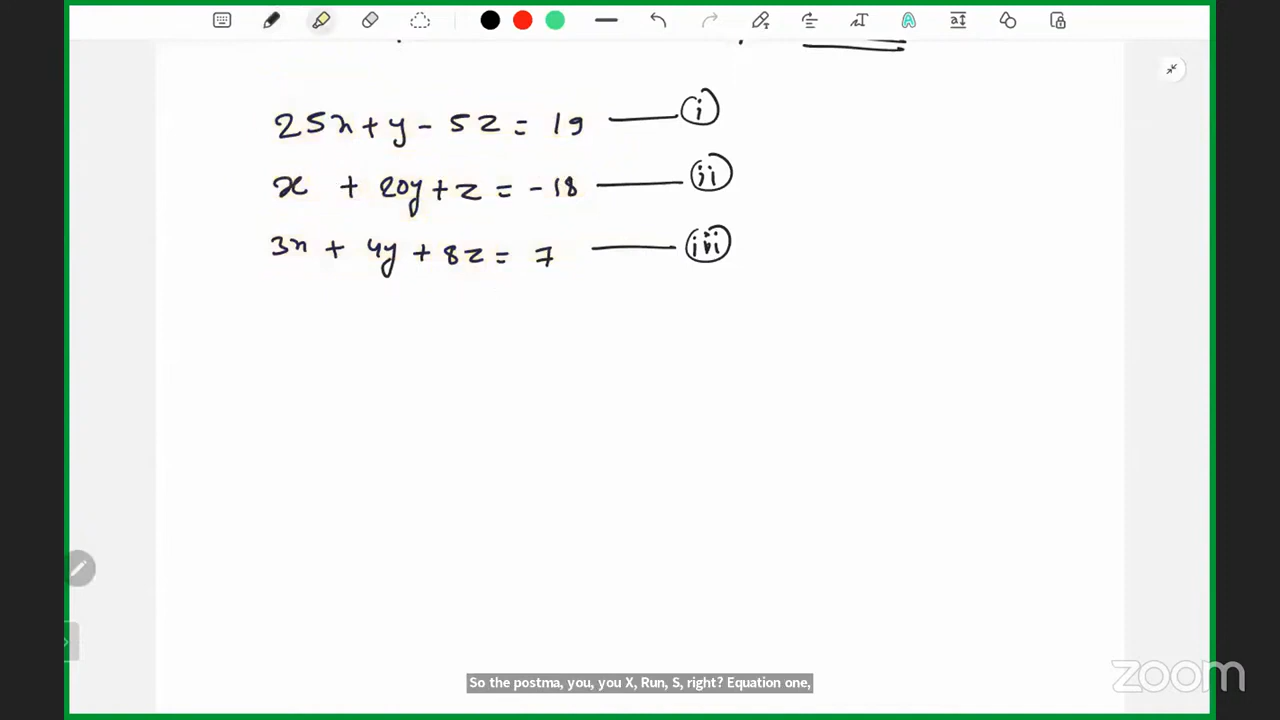 25x + y - 5z = 19 —— (i)
x + 20y + z = -18 —— (ii)
3x + 4y + 8z = 7 —— (iii)
So the postma, you, you X, Run, S, right? Equation one,
zoom